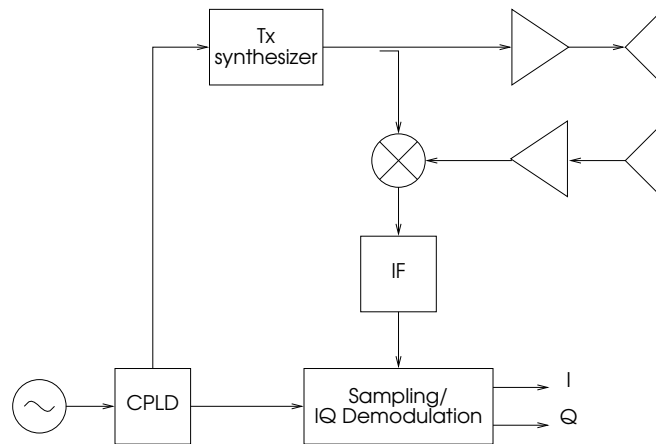 Tx
synthesizer
IF
CPLD
Sampling/
IQ Demodulation
I
Q